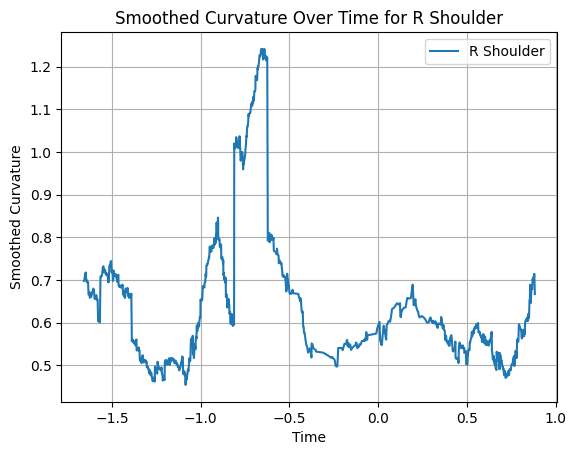 Smoothed Curvature Over Time for R Shoulder
R Shoulder
Smoothed Curvature
1.2
1.1
1.0
0.9
0.8
0.7
0.6
0.5
−1.5 −1.0 −0.5 0.0 0.5 1.0
Time